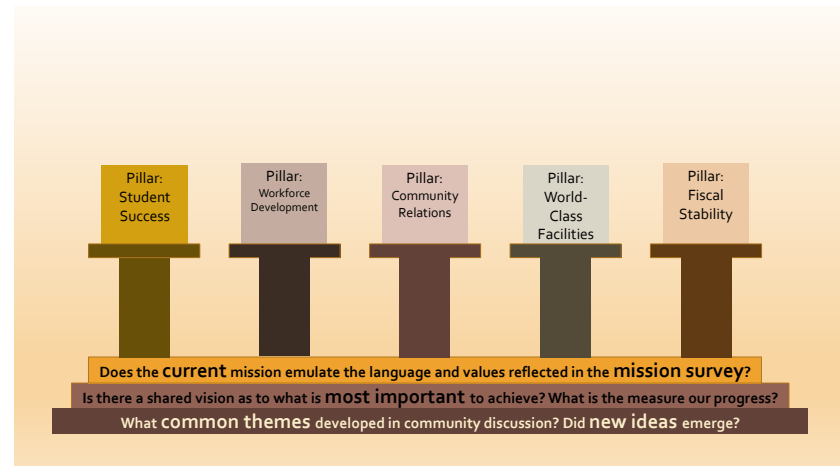 Pillar:
Student
Success
Pillar:
Workforce
Development
Pillar:
Community
Relations
Pillar:
World-
Class
Facilities
Pillar:
Fiscal
Stability
Does the current mission emulate the language and values reflected in the mission survey?
Is there a shared vision as to what is most important to achieve? What is the measure our progress?
What common themes developed in community discussion? Did new ideas emerge?